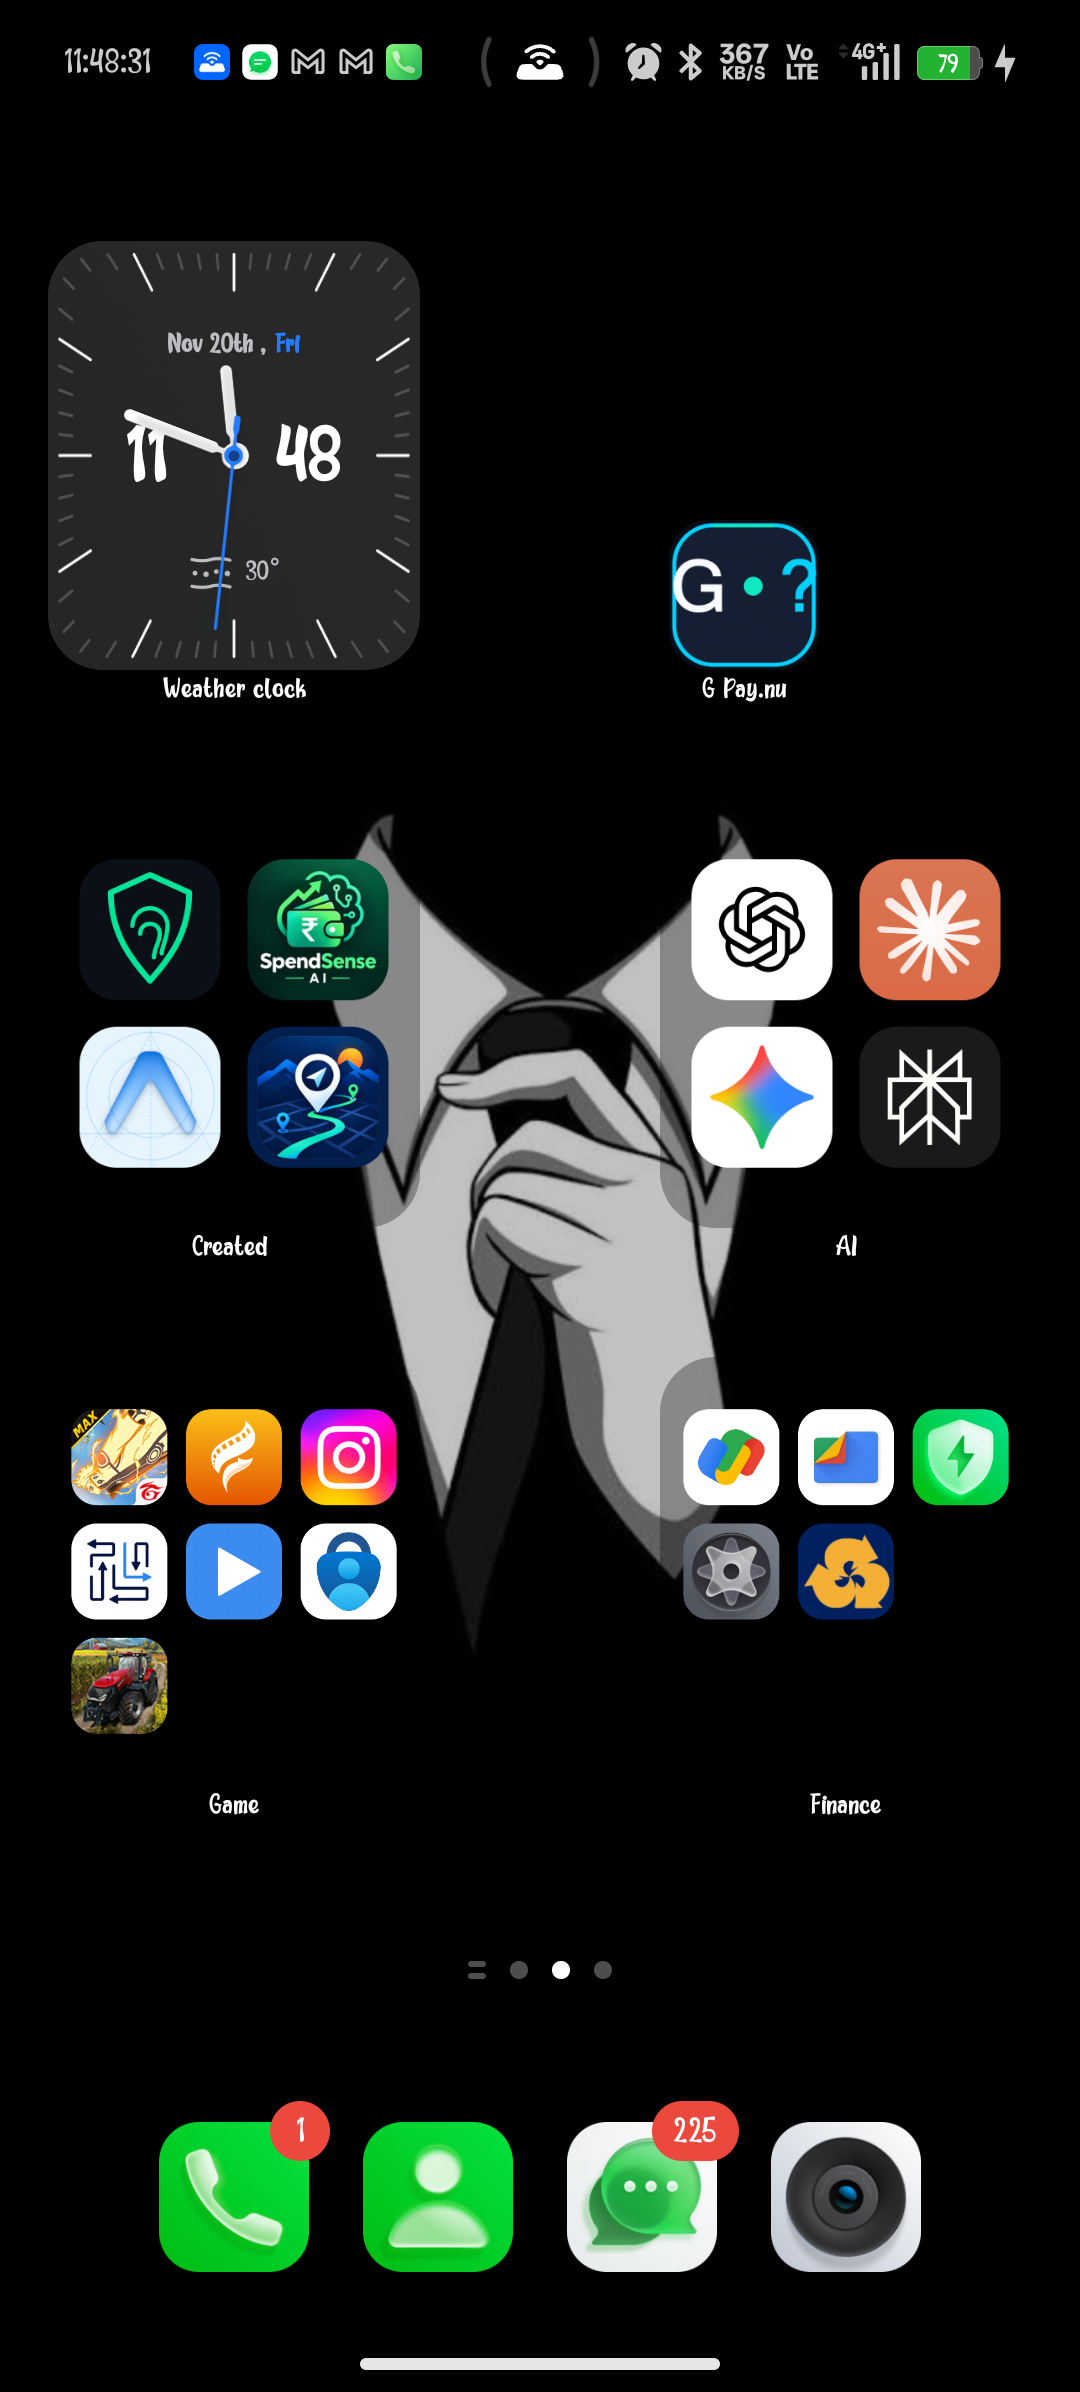 11:48:31
367 KB/S
Vo LTE
4G+
79
Nov 20th , Fri
11 48
30°
Weather clock
G • ?
G Pay.nu
SpendSense
AI
Created
AI
MAX
Game
Finance
1
225